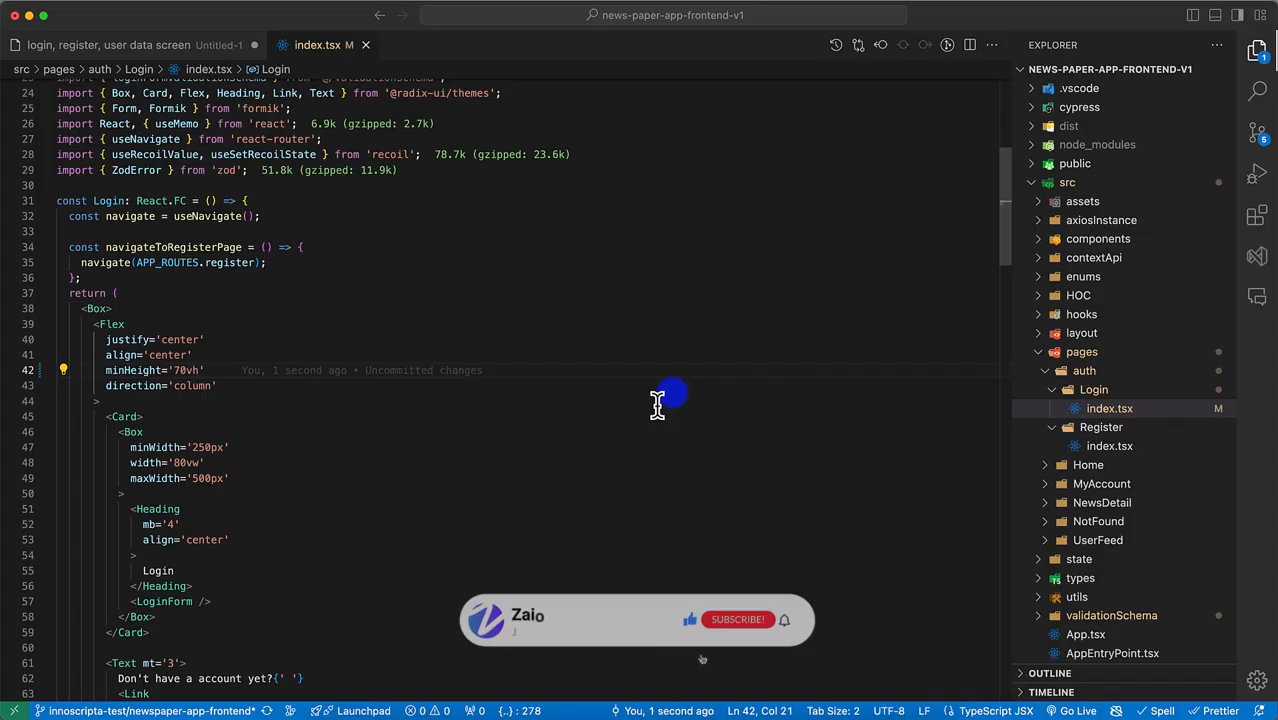 news-paper-app-frontend-v1
login, register, user data screen Untitled-1
index.tsx M
EXPLORER
src > pages > auth > Login > index.tsx > Login
NEWS-PAPER-APP-FRONTEND-V1
24 import { Box, Card, Flex, Heading, Link, Text } from '@radix-ui/themes';
25 import { Form, Formik } from 'formik';
26 import React, { useMemo } from 'react'; 6.9k (gzipped: 2.7k)
27 import { useNavigate } from 'react-router';
28 import { useRecoilValue, useSetRecoilState } from 'recoil'; 78.7k (gzipped: 23.6k)
29 import { ZodError } from 'zod'; 51.8k (gzipped: 11.9k)
30
31 const Login: React.FC = () => {
32 const navigate = useNavigate();
33
34 const navigateToRegisterPage = () => {
35 navigate(APP_ROUTES.register);
36 };
37 return (
38 <Box>
39 <Flex
40 justify='center'
41 align='center'
42 minHeight='70vh' You, 1 second ago • Uncommitted changes
43 direction='column'
44 >
45 <Card>
46 <Box
47 minWidth='250px'
48 width='80vw'
49 maxWidth='500px'
50 >
51 <Heading
52 mb='4'
53 align='center'
54 >
55 Login
56 </Heading>
57 <LoginForm />
58 </Box>
59 </Card>
60
61 <Text mt='3'>
62 Don't have a account yet?{' '}
63 <Link
.vscode
cypress
dist
node_modules
public
src
assets
axiosInstance
components
contextApi
enums
HOC
hooks
layout
pages
auth
Login
index.tsx M
Register
index.tsx
Home
MyAccount
NewsDetail
NotFound
UserFeed
state
types
utils
validationSchema
App.tsx
AppEntryPoint.tsx
OUTLINE
TIMELINE
1
5
Zaio
J
SUBSCRIBE!
innoscripta-test/newspaper-app-frontend* Launchpad 0 0 0 {..} : 278 You, 1 second ago Ln 42, Col 21 Tab Size: 2 UTF-8 LF TypeScript JSX Go Live Spell Prettier